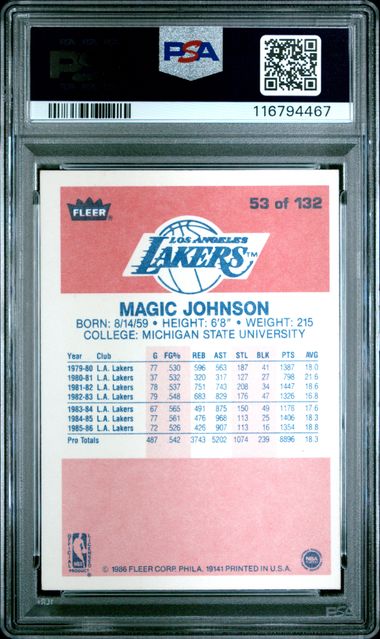 PSA
116794467
FLEER®
53 of 132
LOS ANGELES
LAKERS™
MAGIC JOHNSON
BORN: 8/14/59 • HEIGHT: 6'8" • WEIGHT: 215
COLLEGE: MICHIGAN STATE UNIVERSITY
Year Club G FG% REB AST STL BLK PTS AVG
1979-80 L.A. Lakers 77 .530 596 563 187 41 1387 18.0
1980-81 L.A. Lakers 37 .532 320 317 127 27 798 21.6
1981-82 L.A. Lakers 78 .537 751 743 208 34 1447 18.6
1982-83 L.A. Lakers 79 .548 683 829 176 47 1326 16.8
1983-84 L.A. Lakers 67 .565 491 875 150 49 1178 17.6
1984-85 L.A. Lakers 77 .561 476 968 113 25 1406 18.3
1985-86 L.A. Lakers 72 .526 426 907 113 16 1354 18.8
Pro Totals 487 .542 3743 5202 1074 239 8896 18.3
OFFICIAL LICENSED
NBA
PRODUCT
© 1986 FLEER CORP. PHILA. 19141 PRINTED IN U.S.A.